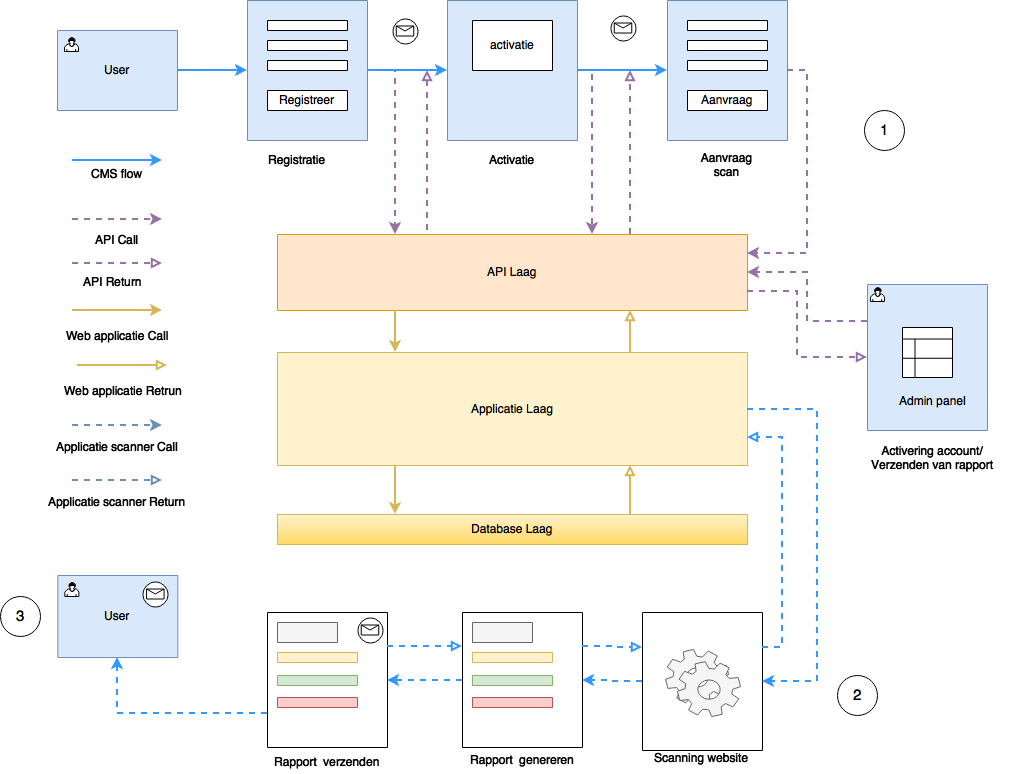 User
Registreer
Registratie
activatie
Activatie
Aanvraag
Aanvraag
scan
1
CMS flow
API Call
API Return
Web applicatie Call
Web applicatie Retrun
Applicatie scanner Call
Applicatie scanner Return
API Laag
Applicatie Laag
Database Laag
Admin panel
Activering account/
Verzenden van rapport
3
User
2
Rapport verzenden
Rapport genereren
Scanning website